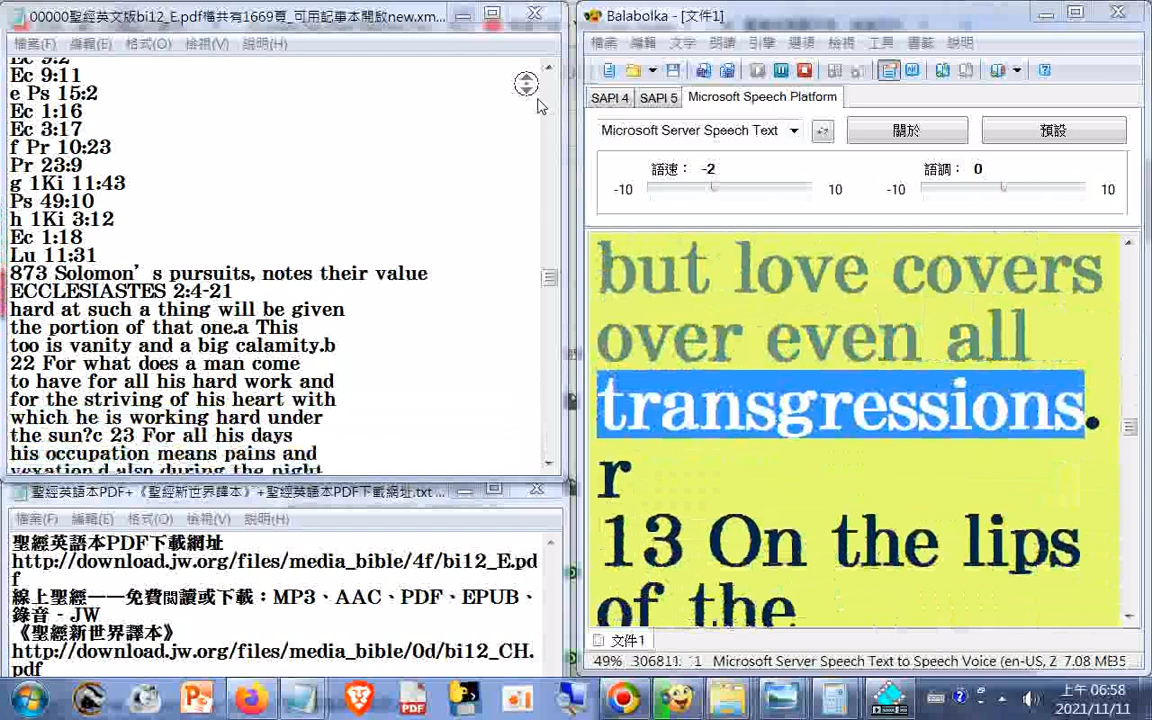 00000聖經英文版bi12_E.pdf檔共有1669頁_可用記事本開啟new.xm...
檔案(F) 編輯(E) 格式(O) 檢視(V) 說明(H)
Ec 9:2
Ec 9:11
e Ps 15:2
Ec 1:16
Ec 3:17
f Pr 10:23
Pr 23:9
g 1Ki 11:43
Ps 49:10
h 1Ki 3:12
Ec 1:18
Lu 11:31
873 Solomon’s pursuits, notes their value
ECCLESIASTES 2:4-21
hard at such a thing will be given
the portion of that one.a This
too is vanity and a big calamity.b
22 For what does a man come
to have for all his hard work and
for the striving of his heart with
which he is working hard under
the sun?c 23 For all his days
his occupation means pains and
vexation,d also during the night
聖經英語本PDF+《聖經新世界譯本》+聖經英語本PDF下載網址.txt ...
檔案(F) 編輯(E) 格式(O) 檢視(V) 說明(H)
聖經英語本PDF下載網址
http://download.jw.org/files/media_bible/4f/bi12_E.pd
f
線上聖經——免費閱讀或下載：MP3、AAC、PDF、EPUB、
錄音 - JW
《聖經新世界譯本》
http://download.jw.org/files/media_bible/0d/bi12_CH.
pdf
Balabolka - [文件1]
檔案 編輯 文字 朗讀 引擎 選項 檢視 工具 書籤 說明
SAPI 4 SAPI 5 Microsoft Speech Platform
Microsoft Server Speech Text 關於 預設
語速： -2 語調： 0
-10 10 -10 10
but love covers
over even all
transgressions.
r
13 On the lips
of the
文件1
49% 306811: 1 Microsoft Server Speech Text to Speech Voice (en-US, Z 7.08 MB
上午 06:58
2021/11/11